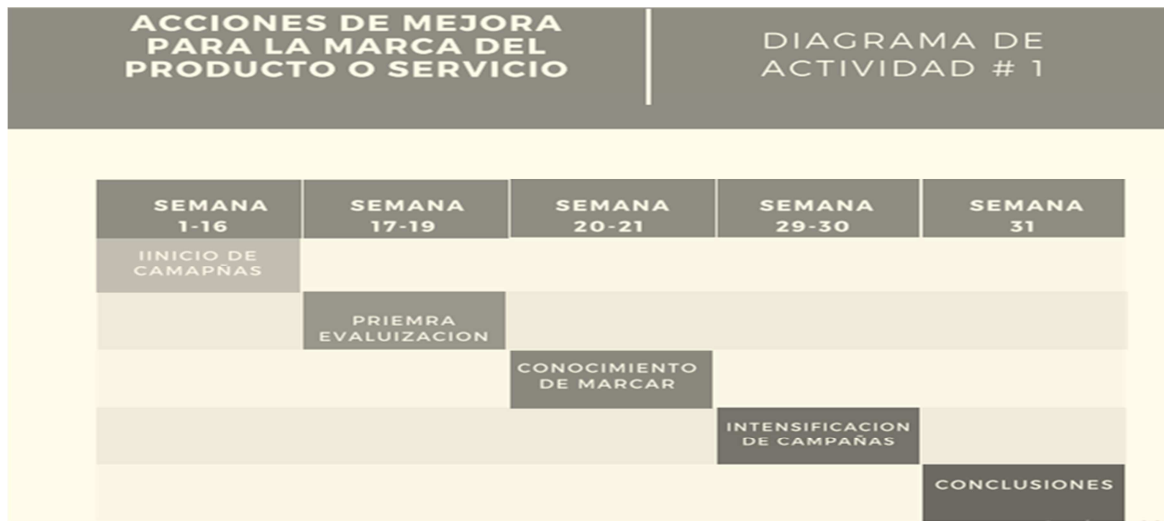 ACCIONES DE MEJORA
PARA LA MARCA DEL
PRODUCTO O SERVICIO
DIAGRAMA DE
ACTIVIDAD # 1
SEMANA
1-16
SEMANA
17-19
SEMANA
20-21
SEMANA
29-30
SEMANA
31
IINICIO DE
CAMAPÑAS
PRIEMRA
EVALUIZACION
CONOCIMIENTO
DE MARCAR
INTENSIFICACION
DE CAMPAÑAS
CONCLUSIONES